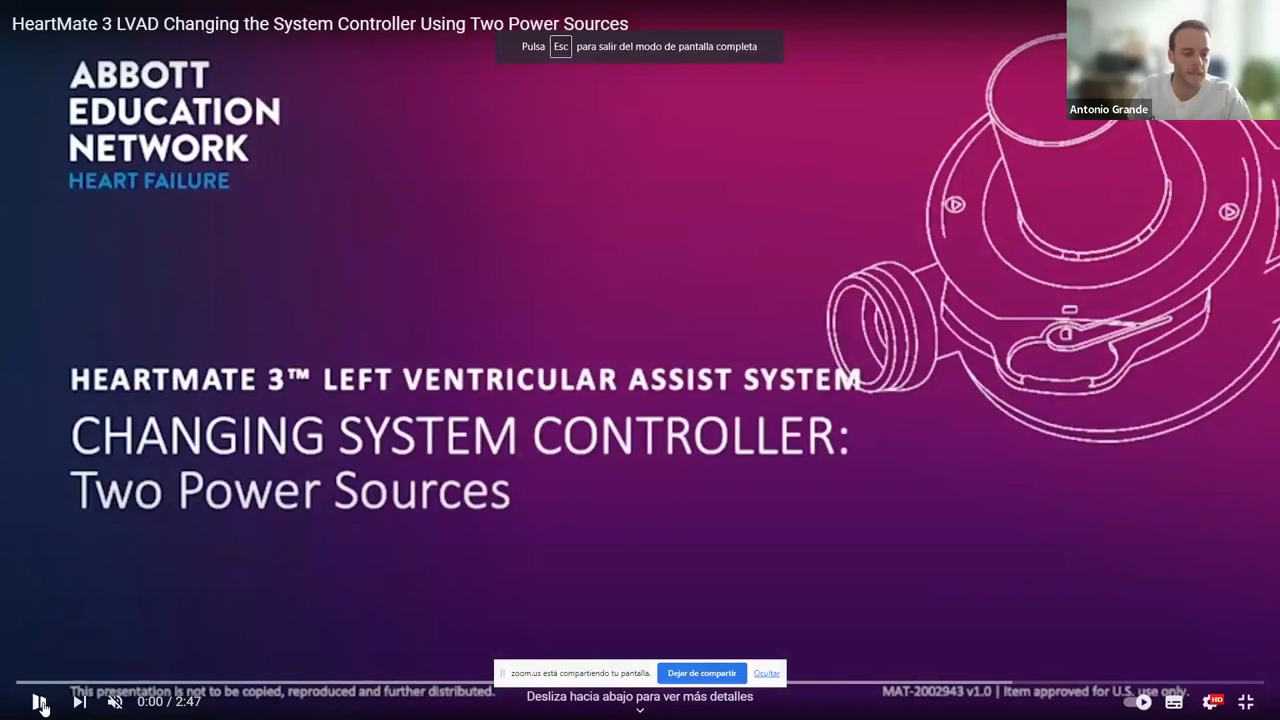 HeartMate 3 LVAD Changing the System Controller Using Two Power Sources
Pulsa Esc para salir del modo de pantalla completa
Antonio Grande
ABBOTT
EDUCATION
NETWORK
HEART FAILURE
HEARTMATE 3™ LEFT VENTRICULAR ASSIST SYSTEM
CHANGING SYSTEM CONTROLLER:
Two Power Sources
zoom.us está compartiendo tu pantalla. Dejar de compartir Ocultar
This presentation is not to be copied, reproduced and further distributed.
Desliza hacia abajo para ver más detalles
MAT-2002943 v1.0 | Item approved for U.S. use only.
0:00 / 2:47
HD